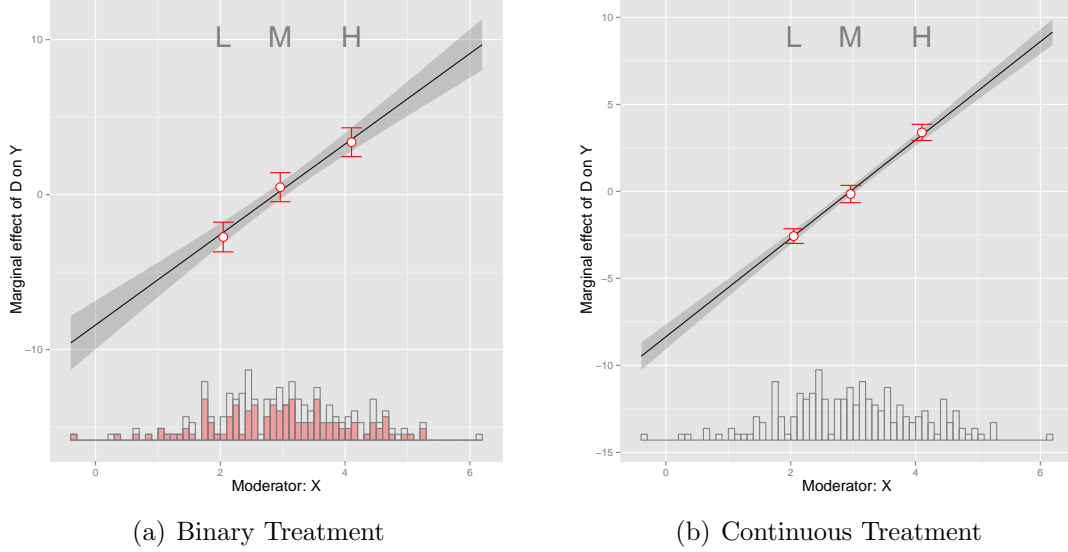 L M H
Marginal effect of D on Y
10
0
−10
0 2 4 6
Moderator: X
(a) Binary Treatment
L M H
Marginal effect of D on Y
10
5
0
−5
−10
−15
0 2 4 6
Moderator: X
(b) Continuous Treatment